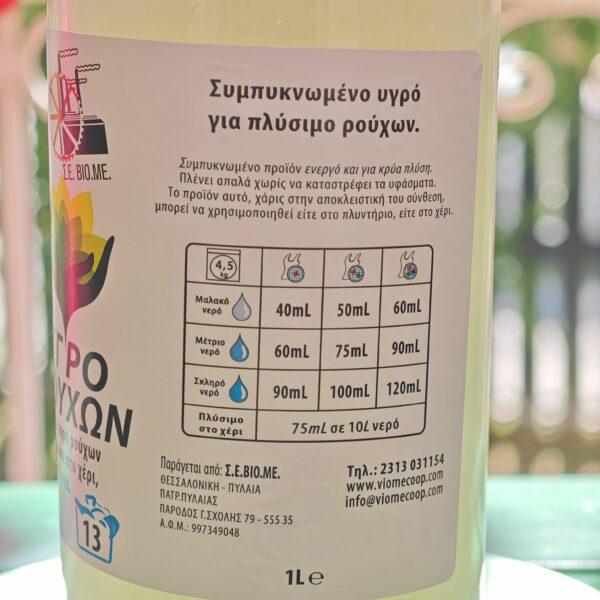 Σ.Ε. ΒΙΟ.ΜΕ.
Συμπυκνωμένο υγρό
για πλύσιμο ρούχων.
Συμπυκνωμένο προϊόν ενεργό και για κρύα πλύση.
Πλένει απαλά χωρίς να καταστρέφει τα υφάσματα.
Το προϊόν αυτό, χάρις στην αποκλειστική του σύνθεση,
μπορεί να χρησιμοποιηθεί είτε στο πλυντήριο, είτε στο χέρι.
4,5
kg
Μαλακό
νερό
40mL 50mL 60mL
Μέτριο
νερό
60mL 75mL 90mL
Σκληρό
νερό
90mL 100mL 120mL
Πλύσιμο
στο χέρι
75mL σε 10L νερό
ΓΡΟ
ΥΧΩΝ
υγρό ρούχων
στο χέρι,
13
Παράγεται από: Σ.Ε.ΒΙΟ.ΜΕ.
ΘΕΣΣΑΛΟΝΙΚΗ - ΠΥΛΑΙΑ
ΠΑΤΡ.ΠΥΛΑΙΑΣ
ΠΑΡΟΔΟΣ Γ.ΣΧΟΛΗΣ 79 - 555 35
Α.Φ.Μ.: 997349048
Τηλ.: 2313 031154
www.viomecoop.com
info@viomecoop.com
1L ℮